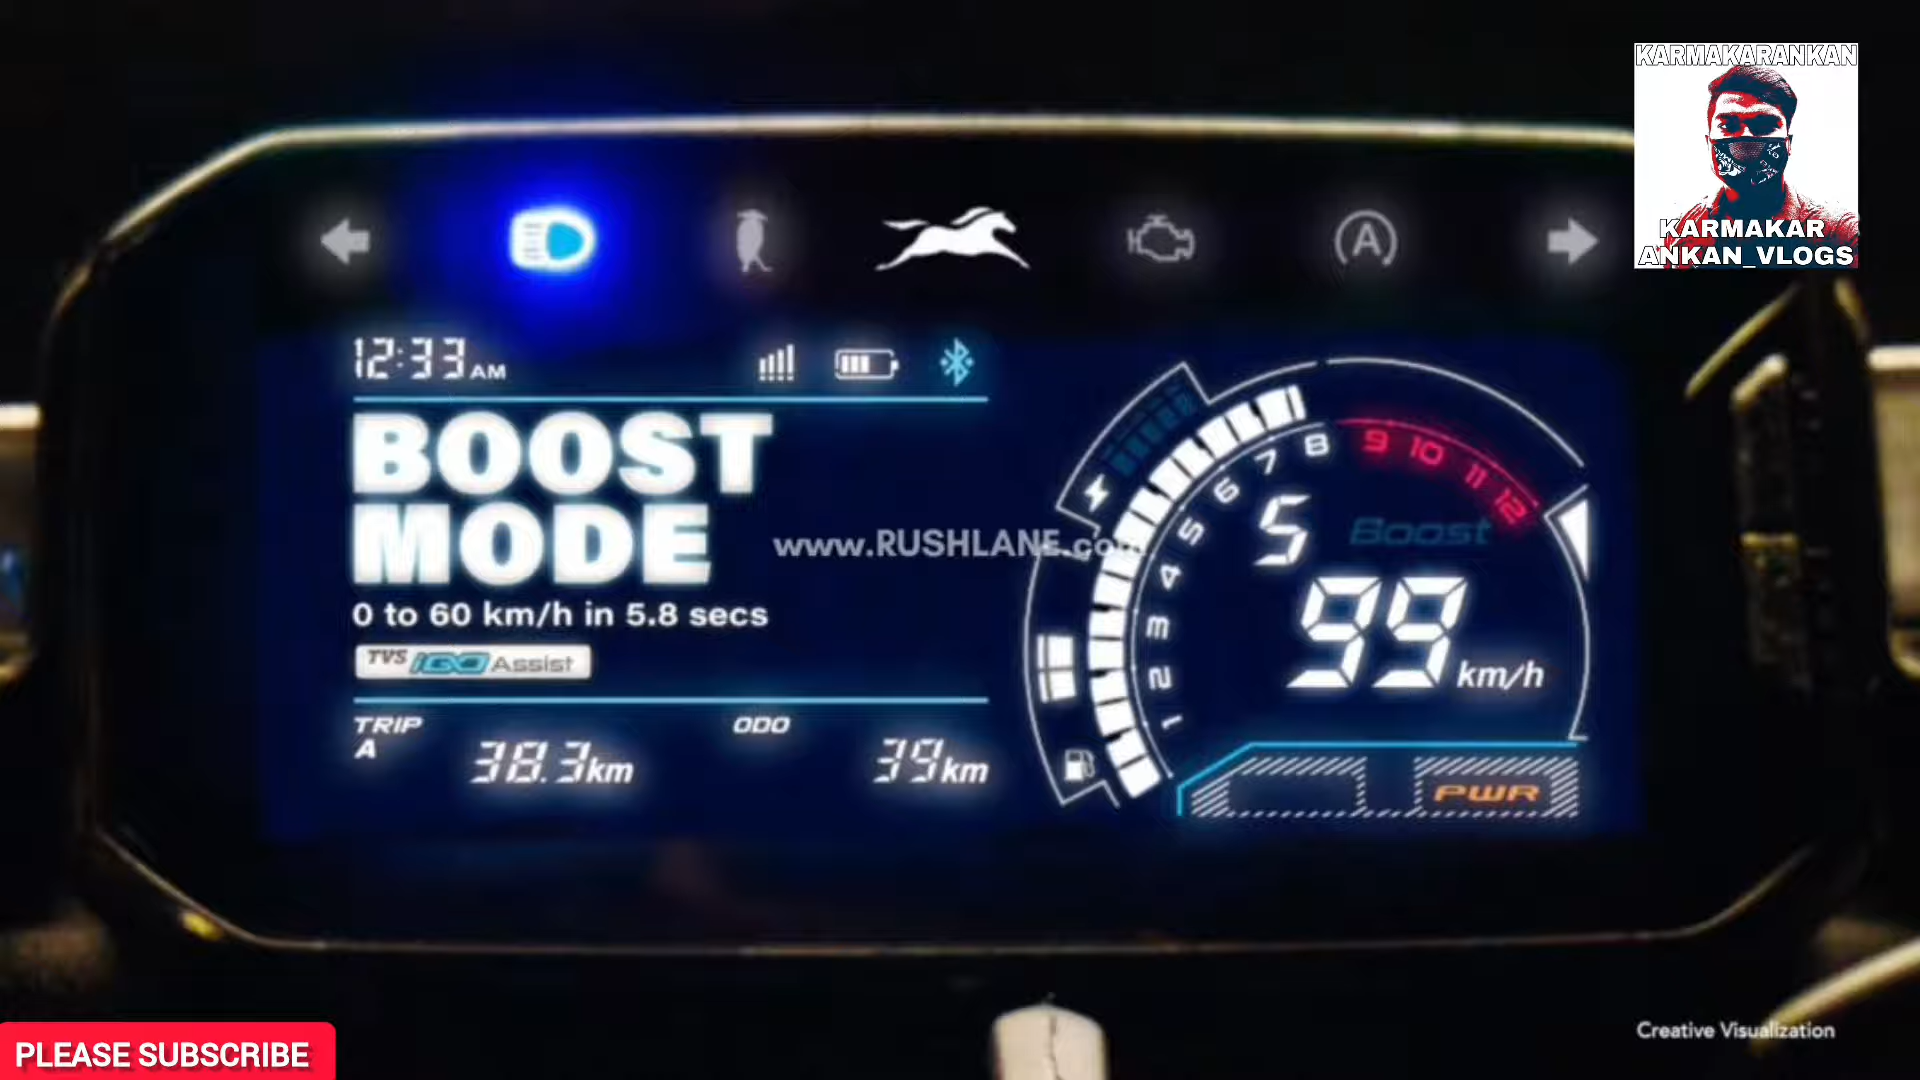 KARMAKARANKAN
KARMAKAR
ANKAN_VLOGS
A
12:33 AM
BOOST
MODE
0 to 60 km/h in 5.8 secs
TVS iGO Assist
TRIP
A
38.3km
ODO
39km
www.RUSHLANE.com
1
2
3
4
5
6
7
8
9
10
11
12
5
Boost
99 km/h
PWR
PLEASE SUBSCRIBE
Creative Visualization